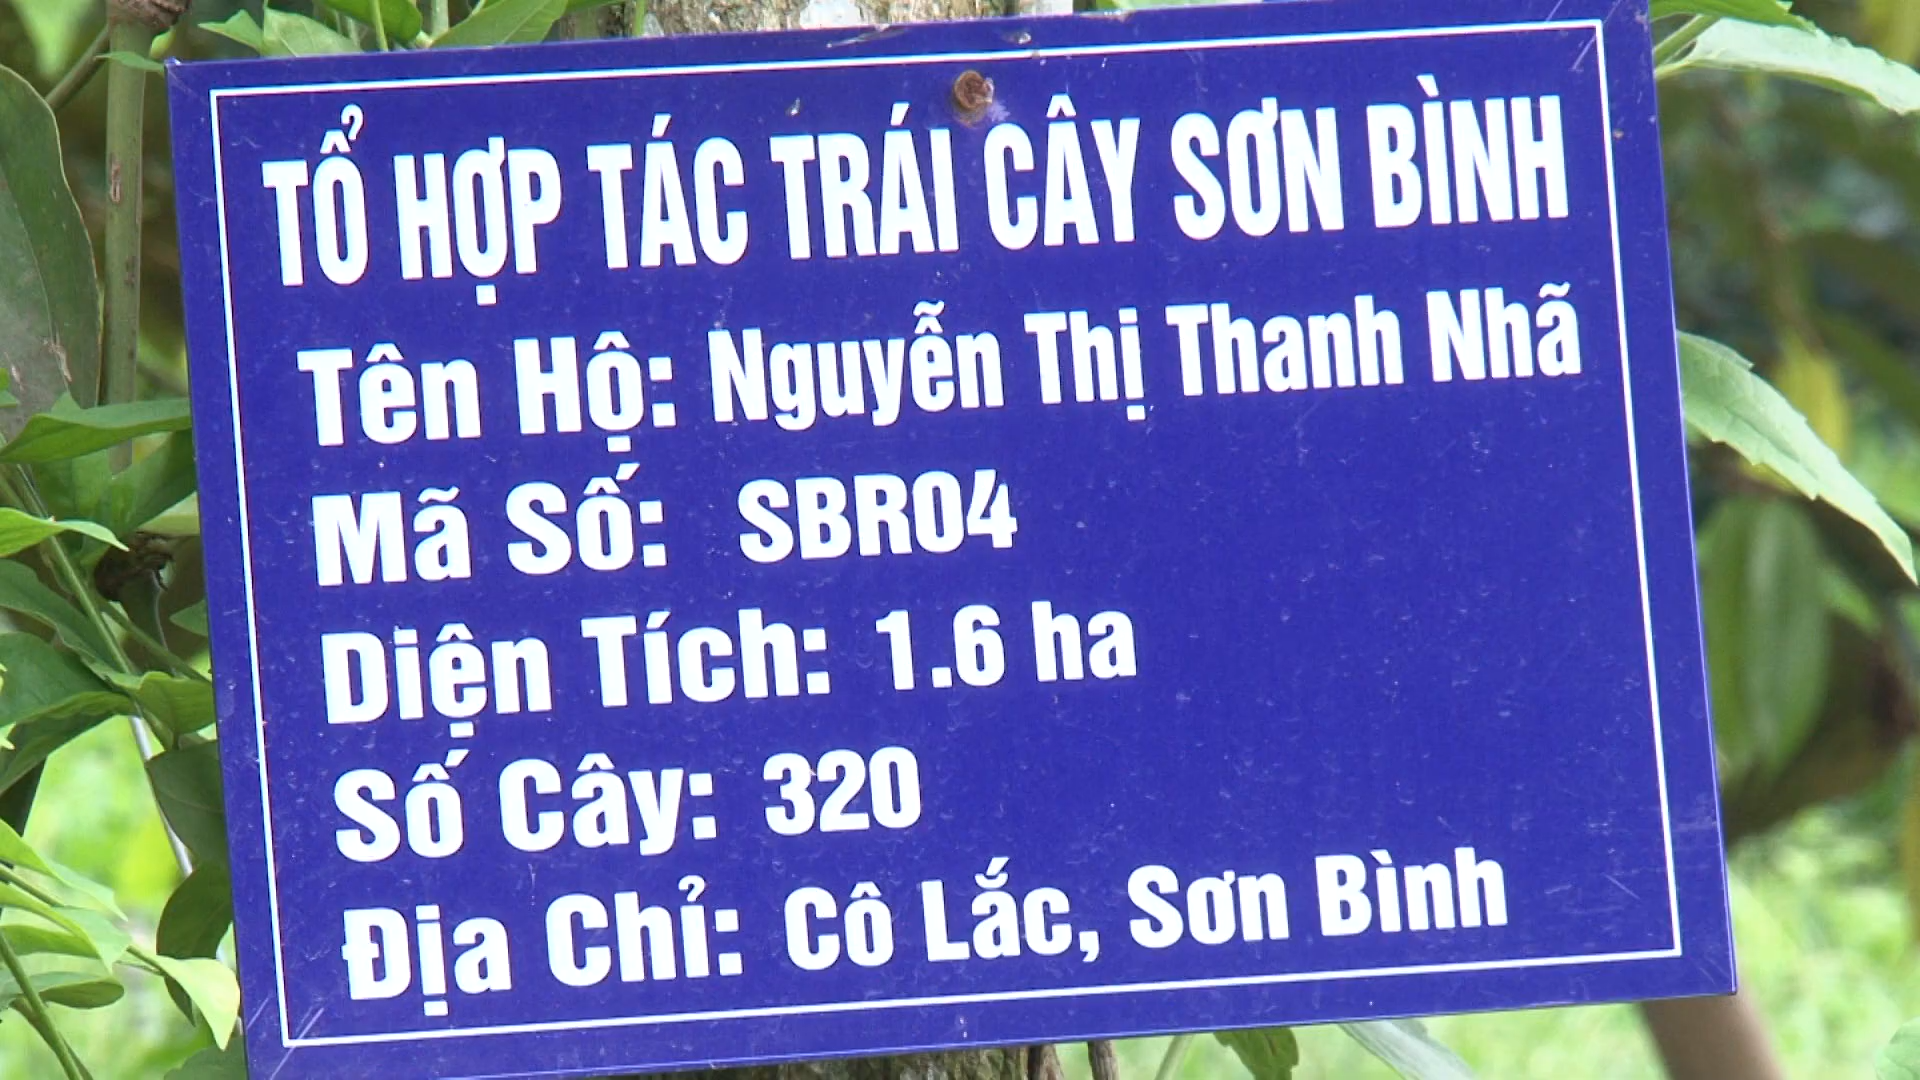 TỔ HỢP TÁC TRÁI CÂY SƠN BÌNH
Tên Hộ: Nguyễn Thị Thanh Nhã
Mã Số: SBR04
Diện Tích: 1.6 ha
Số Cây: 320
Địa Chỉ: Cô Lắc, Sơn Bình